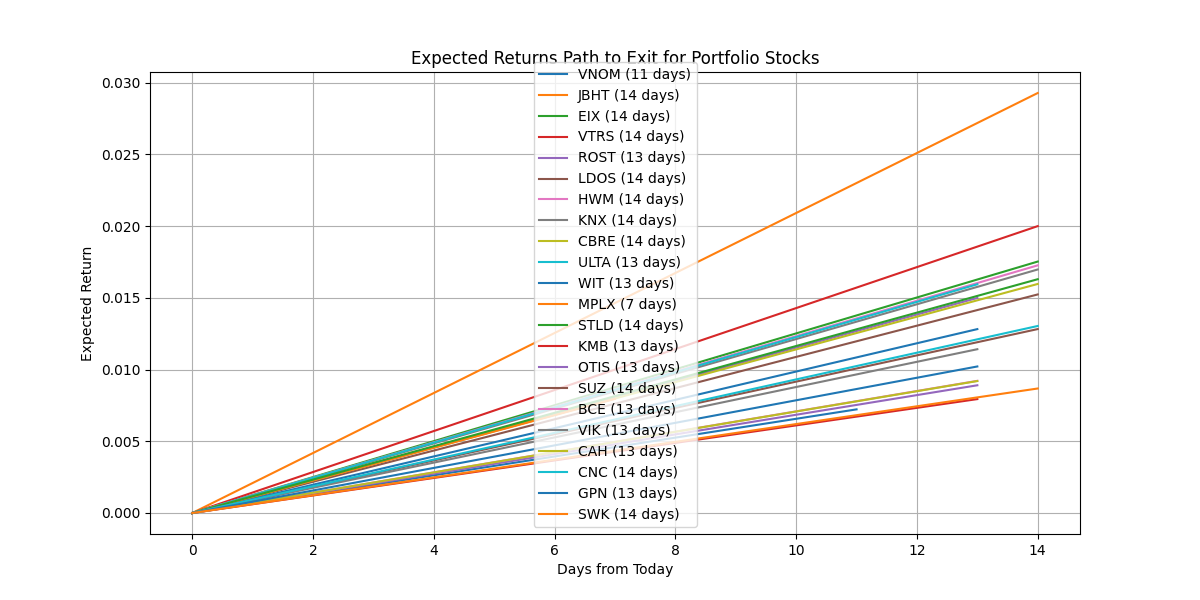 Expected Returns Path to Exit for Portfolio Stocks
VNOM (11 days)
JBHT (14 days)
EIX (14 days)
VTRS (14 days)
ROST (13 days)
LDOS (14 days)
HWM (14 days)
KNX (14 days)
CBRE (14 days)
ULTA (13 days)
WIT (13 days)
MPLX (7 days)
STLD (14 days)
KMB (13 days)
OTIS (13 days)
SUZ (14 days)
BCE (13 days)
VIK (13 days)
CAH (13 days)
CNC (14 days)
GPN (13 days)
SWK (14 days)
Expected Return
0.030
0.025
0.020
0.015
0.010
0.005
0.000
0 2 4 6 8 10 12 14
Days from Today